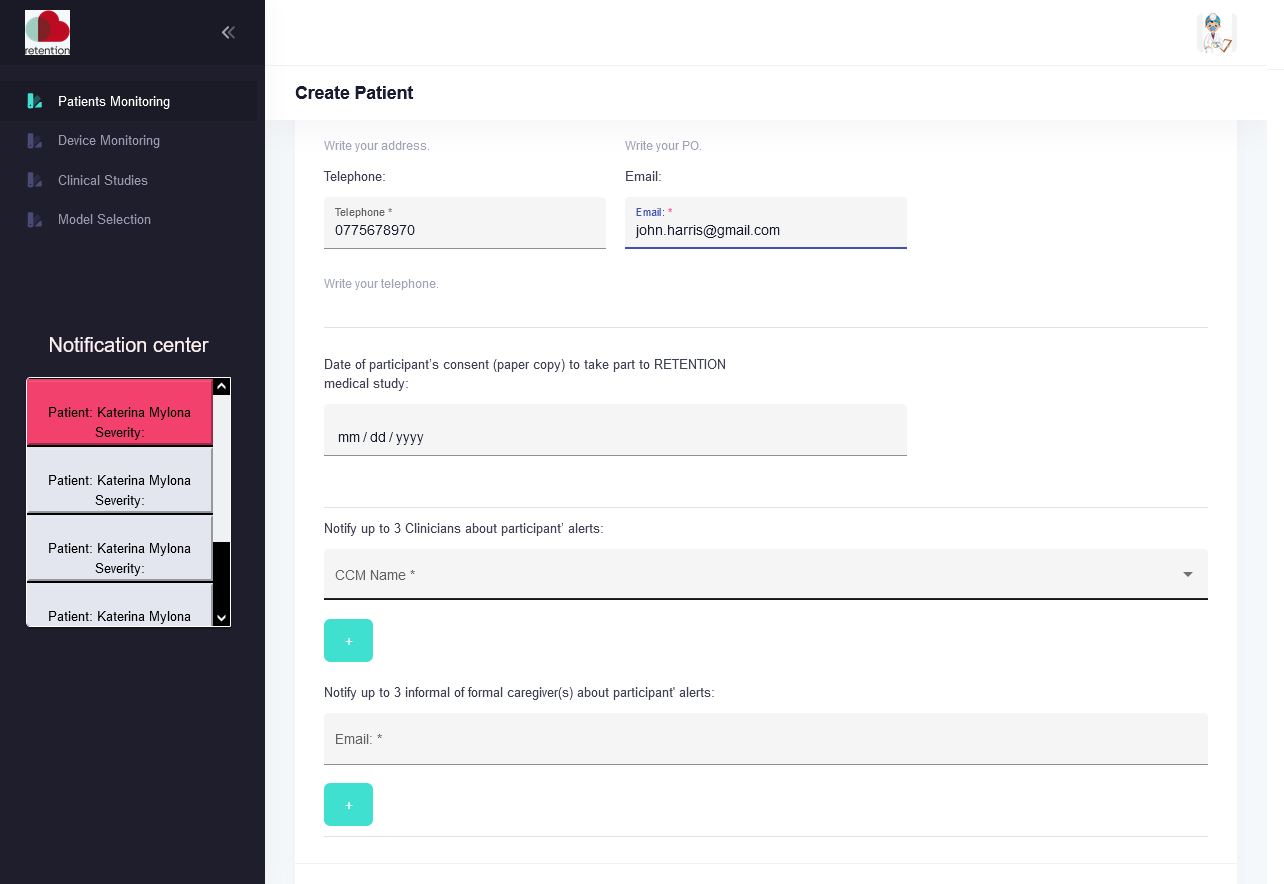 retention
Create Patient
Patients Monitoring
Device Monitoring
Clinical Studies
Model Selection
Notification center
Patient: Katerina Mylona
Severity:
Patient: Katerina Mylona
Severity:
Patient: Katerina Mylona
Severity:
Patient: Katerina Mylona
Write your address.
Write your PO.
Telephone:
Email:
Telephone *
0775678970
Email: *
john.harris@gmail.com
Write your telephone.
Date of participant's consent (paper copy) to take part to RETENTION
medical study:
mm / dd / yyyy
Notify up to 3 Clinicians about participant' alerts:
CCM Name *
+
Notify up to 3 informal of formal caregiver(s) about participant' alerts:
Email: *
+